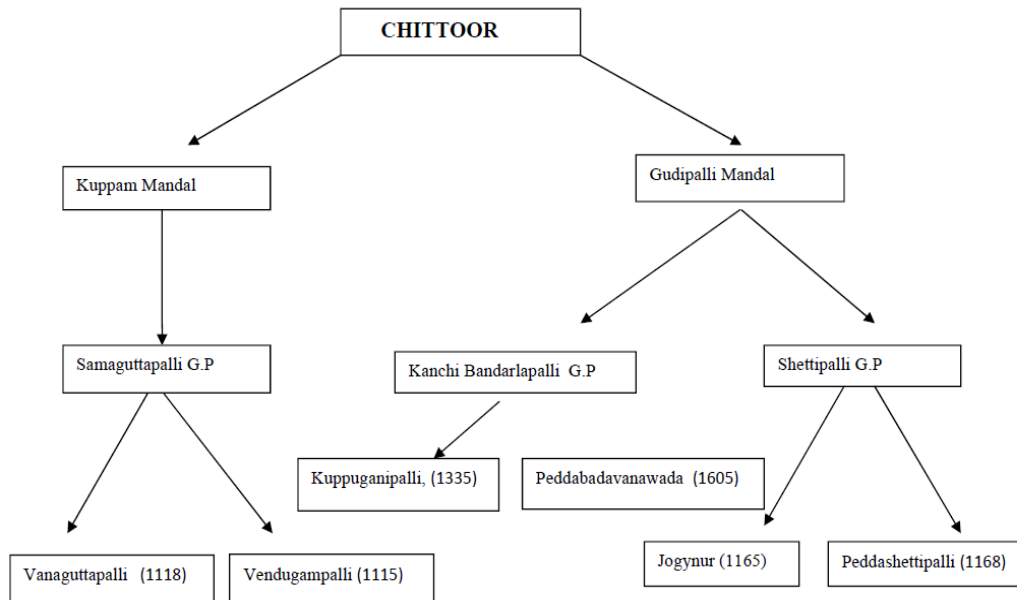 CHITTOOR
Kuppam Mandal
Gudipalli Mandal
Samaguttapalli G.P
Kanchi Bandarlapalli G.P
Shettipalli G.P
Kuppuganipalli, (1335)
Peddabadavanawada (1605)
Vanaguttapalli (1118)
Vendugampalli (1115)
Jogynur (1165)
Peddashettipalli (1168)